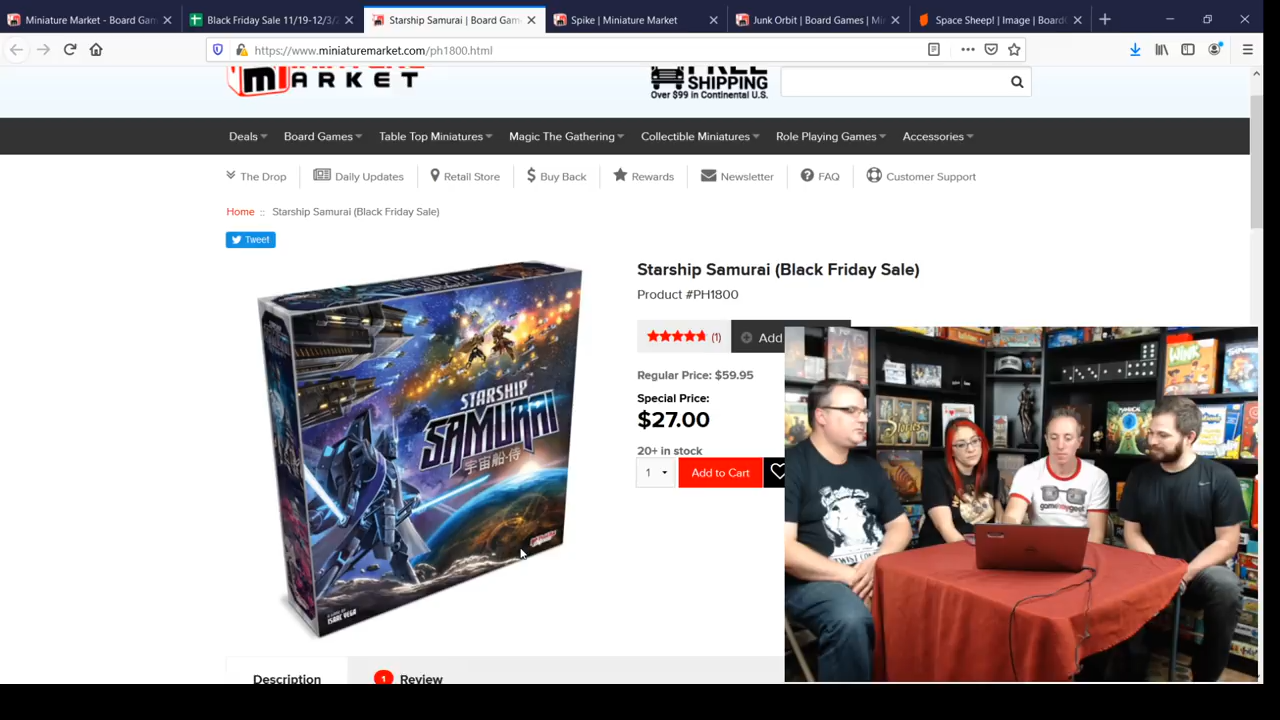 Miniature Market - Board Gam
Black Friday Sale 11/19-12/3/2
Starship Samurai | Board Gam
Spike | Miniature Market
Junk Orbit | Board Games | Mi
Space Sheep! | Image | Board
https://www.miniaturemarket.com/ph1800.html
MARKET
FREE
SHIPPING
Over $99 in Continental U.S.
Deals
Board Games
Table Top Miniatures
Magic The Gathering
Collectible Miniatures
Role Playing Games
Accessories
The Drop
Daily Updates
Retail Store
Buy Back
Rewards
Newsletter
FAQ
Customer Support
Home :: Starship Samurai (Black Friday Sale)
Tweet
Starship Samurai (Black Friday Sale)
Product #PH1800
(1)
Add
Regular Price: $59.95
Special Price:
$27.00
20+ in stock
1
Add to Cart
STARSHIP
SAMURAI
宇宙船・侍
A GAME BY
ISAAC VEGA
Description
1 Review